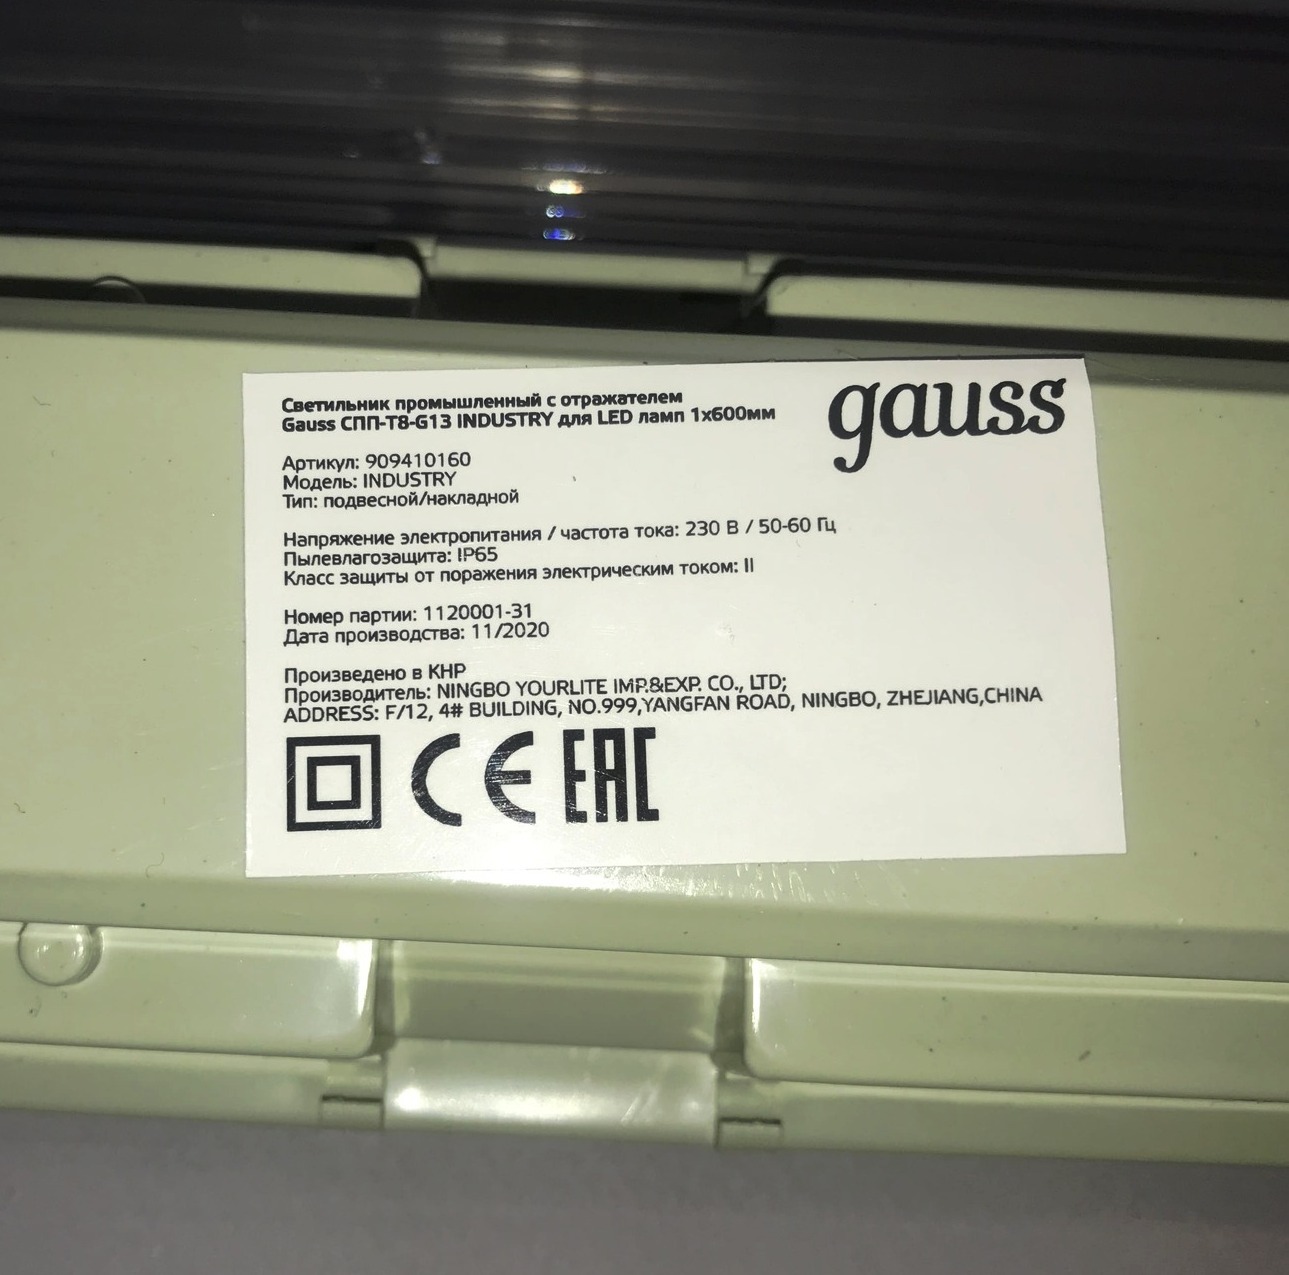 gauss
Светильник промышленный с отражателем
Gauss СПП-Т8-G13 INDUSTRY для LED ламп 1х600мм
Артикул: 909410160
Модель: INDUSTRY
Тип: подвесной/накладной
Напряжение электропитания / частота тока: 230 В / 50-60 Гц
Пылевлагозащита: IP65
Класс защиты от поражения электрическим током: II
Номер партии: 1120001-31
Дата производства: 11/2020
Произведено в КНР
Производитель: NINGBO YOURLITE IMP.&EXP. CO., LTD;
ADDRESS: F/12, 4# BUILDING, NO.999,YANGFAN ROAD, NINGBO, ZHEJIANG,CHINA
CE EAC